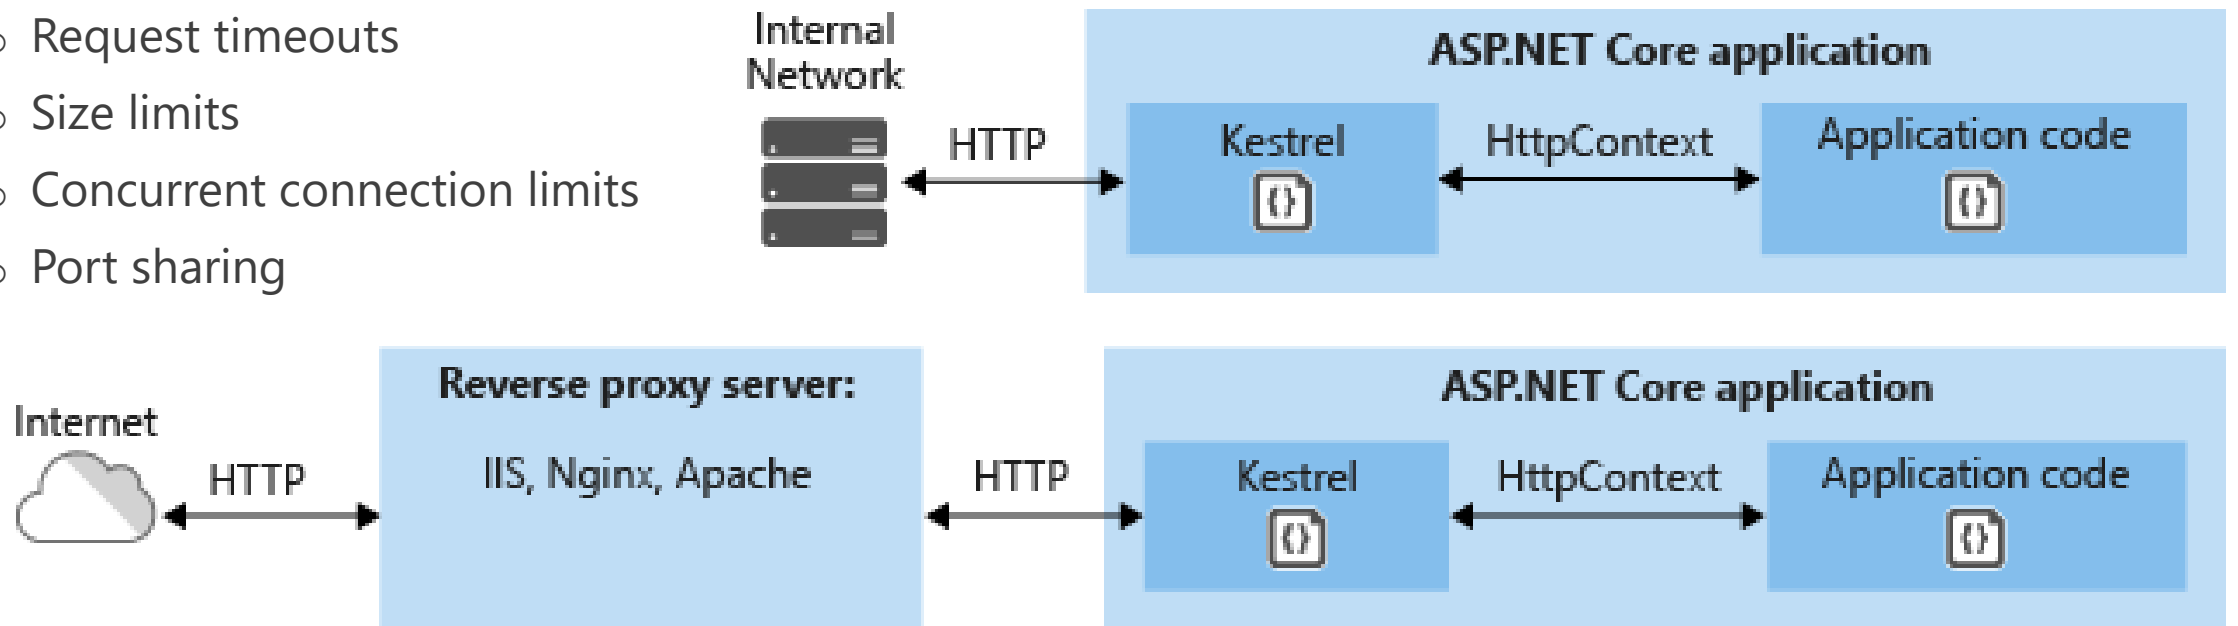 Request timeouts
Size limits
Concurrent connection limits
Port sharing
Internal
Network
HTTP
ASP.NET Core application
Kestrel
HttpContext
Application code
Internet
HTTP
Reverse proxy server:
IIS, Nginx, Apache
HTTP
ASP.NET Core application
Kestrel
HttpContext
Application code